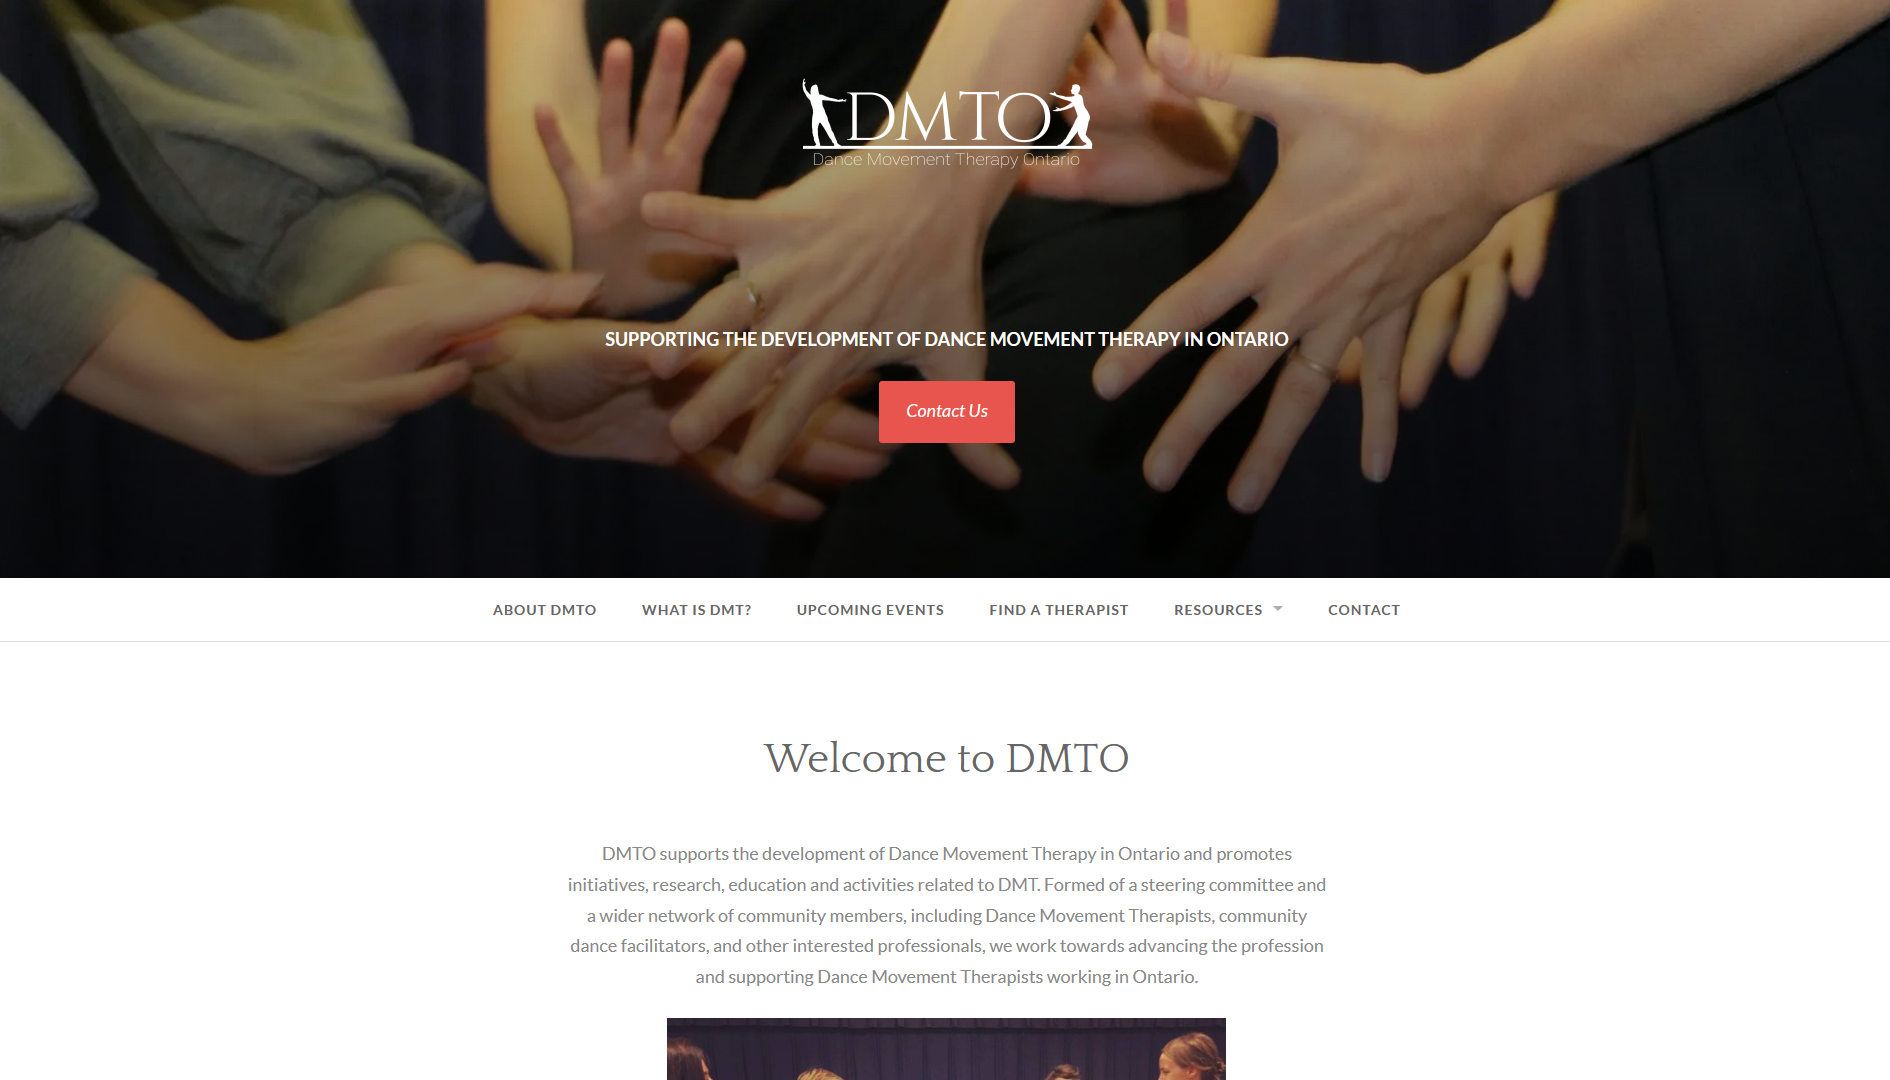 DMTO
Dance Movement Therapy Ontario
SUPPORTING THE DEVELOPMENT OF DANCE MOVEMENT THERAPY IN ONTARIO
Contact Us
ABOUT DMTO WHAT IS DMT? UPCOMING EVENTS FIND A THERAPIST RESOURCES CONTACT
Welcome to DMTO
DMTO supports the development of Dance Movement Therapy in Ontario and promotes
initiatives, research, education and activities related to DMT. Formed of a steering committee and
a wider network of community members, including Dance Movement Therapists, community
dance facilitators, and other interested professionals, we work towards advancing the profession
and supporting Dance Movement Therapists working in Ontario.